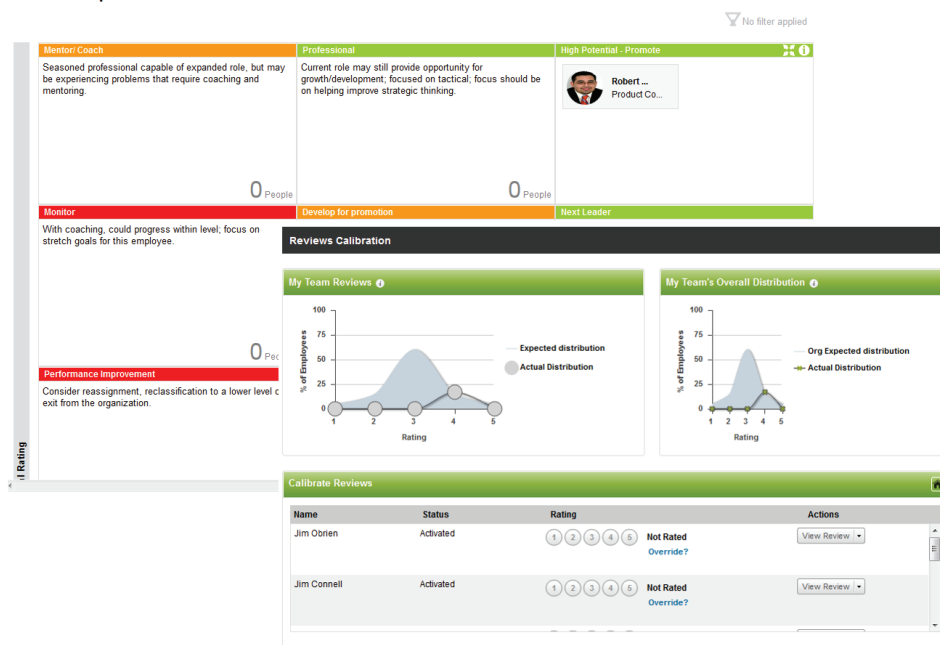 No filter applied
Mentor/ Coach
Seasoned professional capable of expanded role, but may
be experiencing problems that require coaching and
mentoring.
0 People
Professional
Current role may still provide opportunity for
growth/development; focused on tactical; focus should be
on helping improve strategic thinking.
0 People
High Potential - Promote
Robert ...
Product Co...
Monitor
With coaching, could progress within level; focus on
stretch goals for this employee.
0
Develop for promotion
Next Leader
Performance Improvement
Consider reassignment, reclassification to a lower level
exit from the organization.
Rating
Reviews Calibration
My Team Reviews
100
75
50
25
0
% of Employees
1 2 3 4 5
Rating
Expected distribution
Actual Distribution
My Team's Overall Distribution
100
75
50
25
0
% of Employees
1 2 3 4 5
Rating
Org Expected distribution
Actual Distribution
Calibrate Reviews
Name Status Rating Actions
Jim Obrien Activated 1 2 3 4 5 Not Rated View Review
Override?
Jim Connell Activated 1 2 3 4 5 Not Rated View Review
Override?